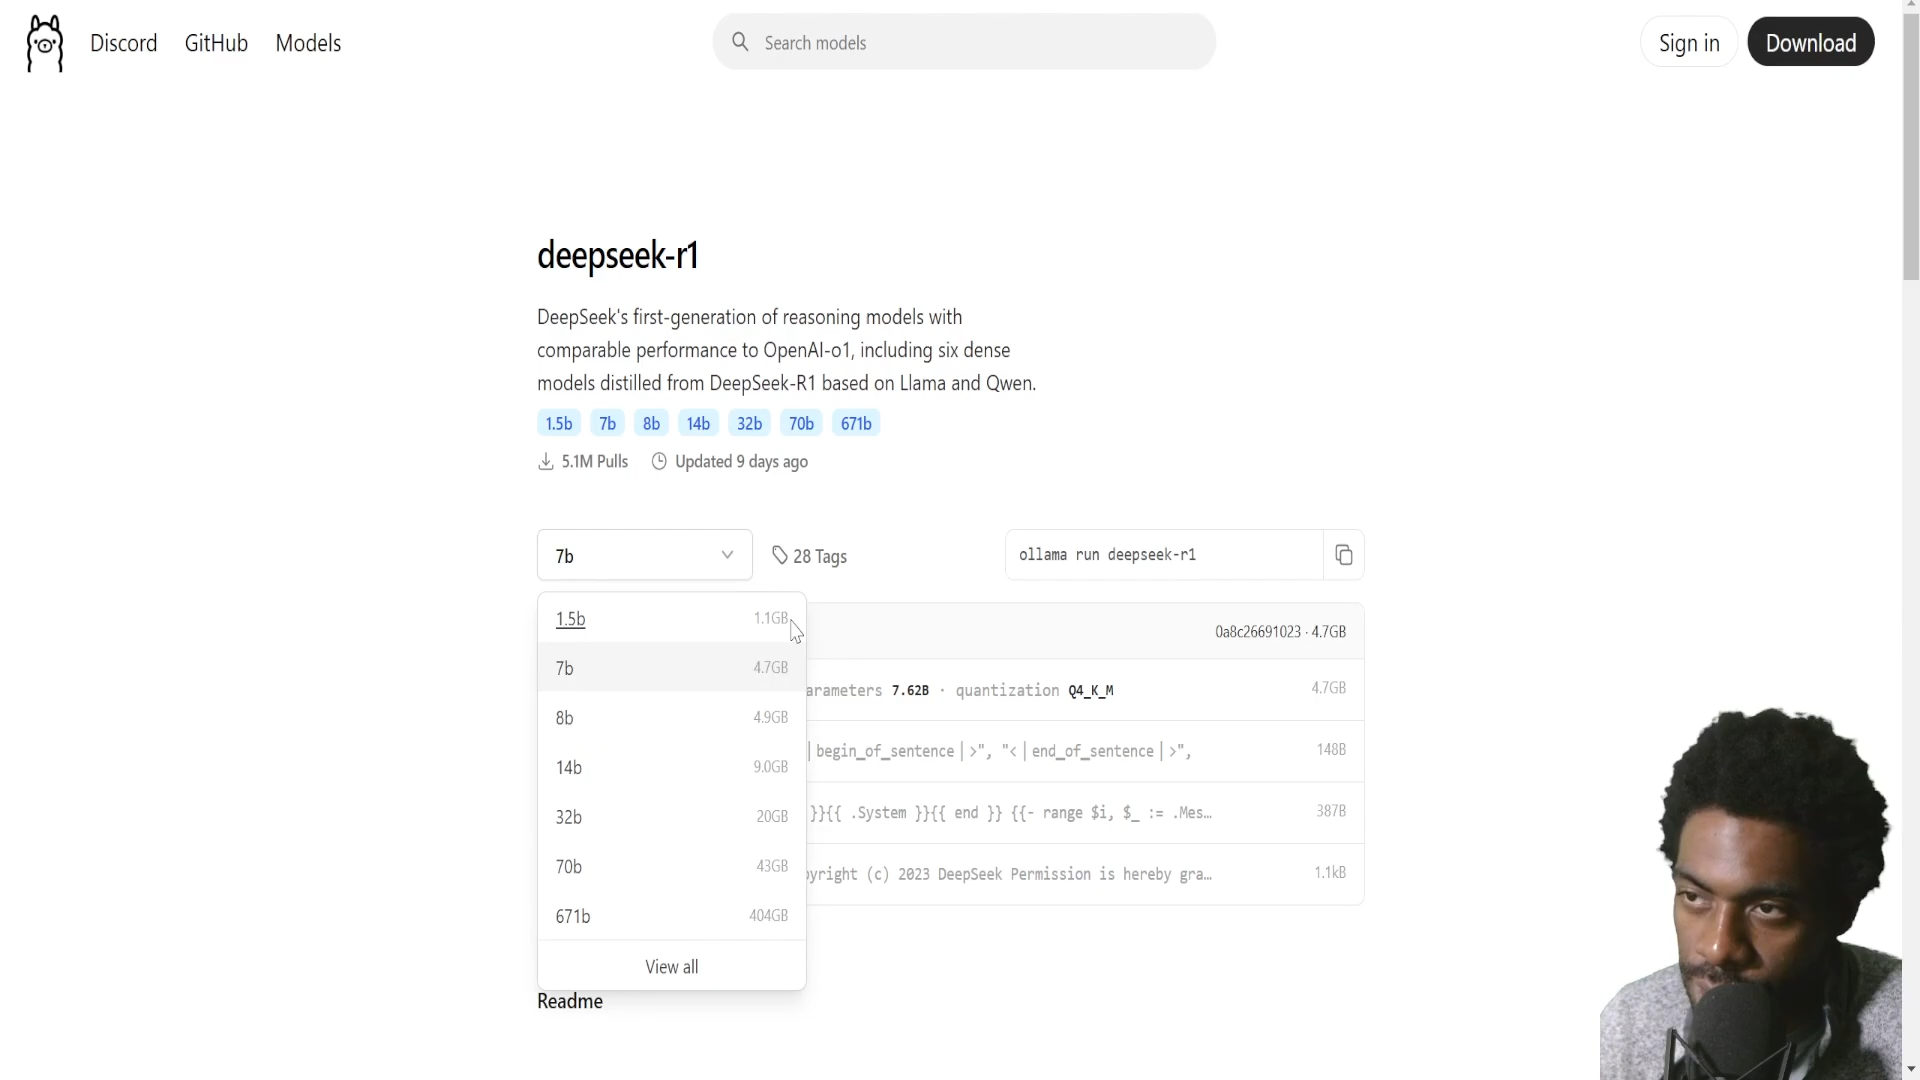 Discord GitHub Models
Search models
Sign in Download
deepseek-r1
DeepSeek's first-generation of reasoning models with
comparable performance to OpenAI-o1, including six dense
models distilled from DeepSeek-R1 based on Llama and Qwen.
1.5b 7b 8b 14b 32b 70b 671b
5.1M Pulls Updated 9 days ago
7b
28 Tags
ollama run deepseek-r1
1.5b 1.1GB
7b 4.7GB
8b 4.9GB
14b 9.0GB
32b 20GB
70b 43GB
671b 404GB
View all
0a8c26691023 · 4.7GB
arameters 7.62B · quantization Q4_K_M 4.7GB
|begin_of_sentence|>", "<|end_of_sentence|>", 148B
}}{{ .System }}{{ end }} {{- range $i, $_ := .Mes… 387B
pyright (c) 2023 DeepSeek Permission is hereby gra… 1.1kB
Readme